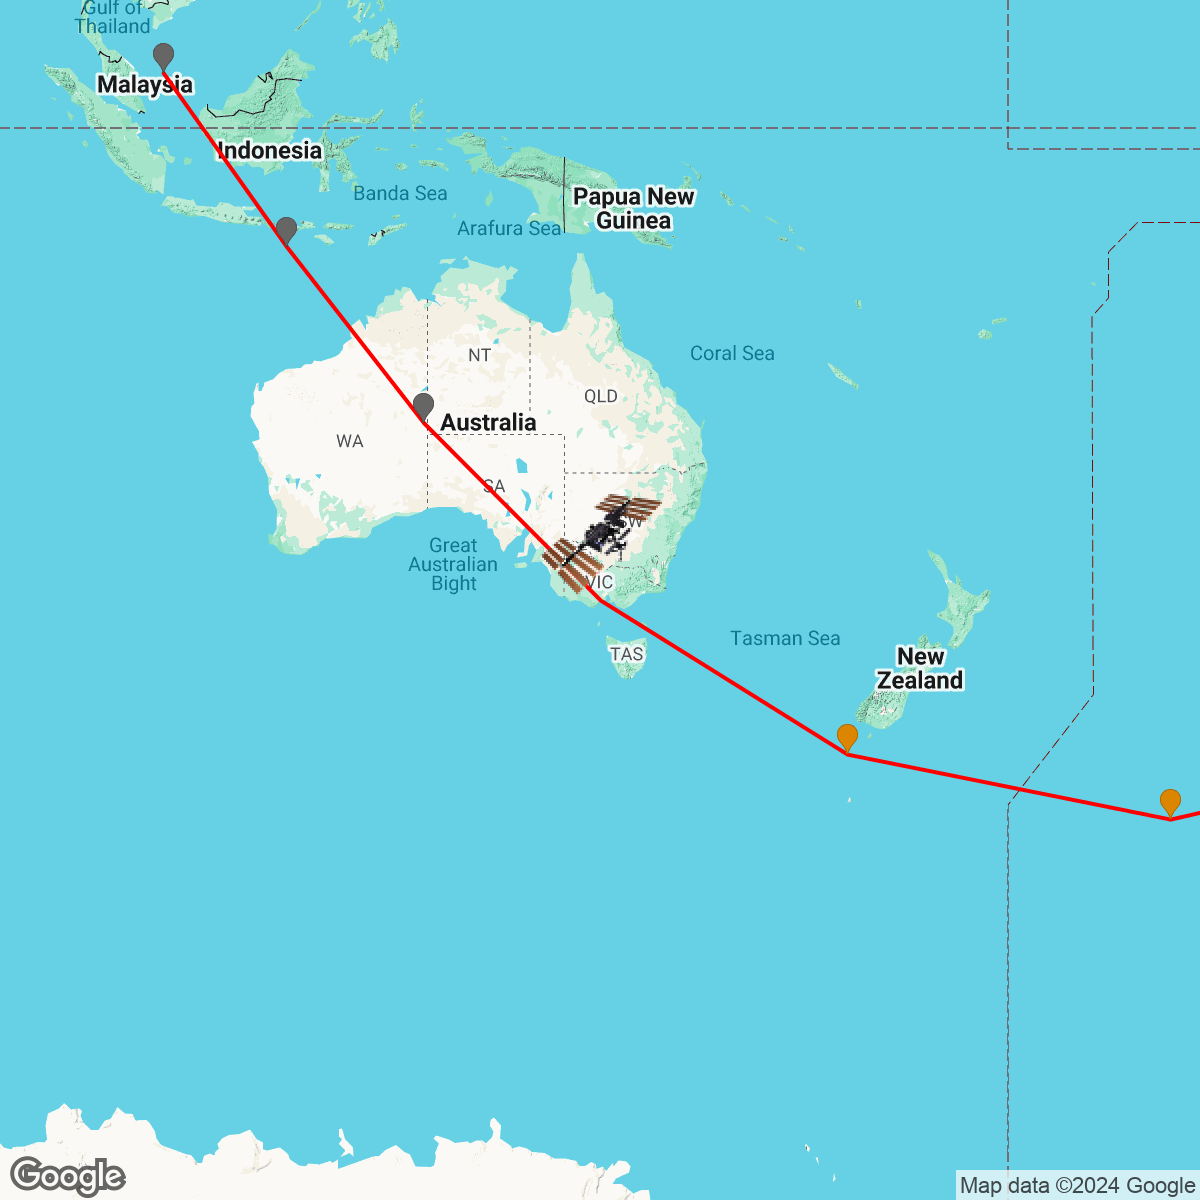 Gulf of
Thailand
Malaysia
Indonesia
Banda Sea
Papua New
Guinea
Arafura Sea
NT
Coral Sea
QLD
Australia
WA
SA
SW
Great
Australian
Bight
VIC
Tasman Sea
TAS
New
Zealand
Google
Map data ©2024 Google